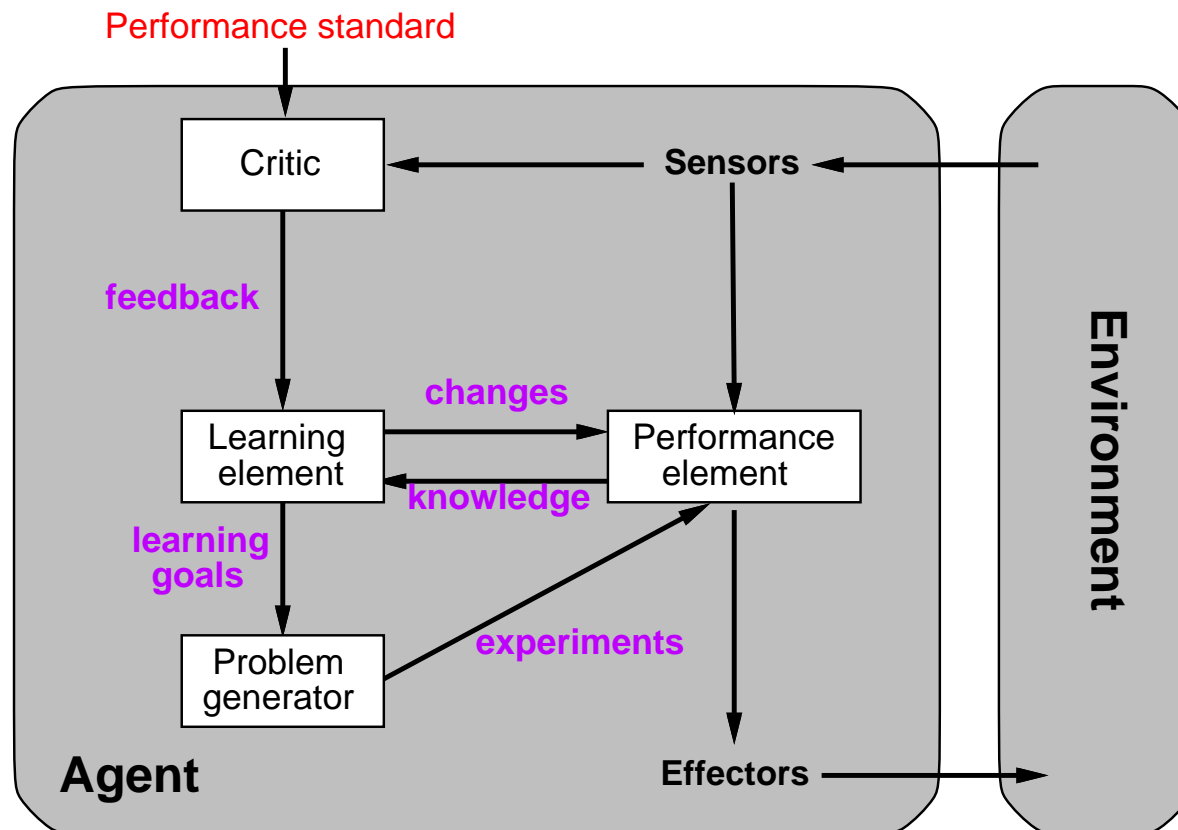 Performance standard
Critic
Sensors
feedback
changes
Learning
element
Performance
element
knowledge
learning
goals
experiments
Problem
generator
Agent
Effectors
Environment